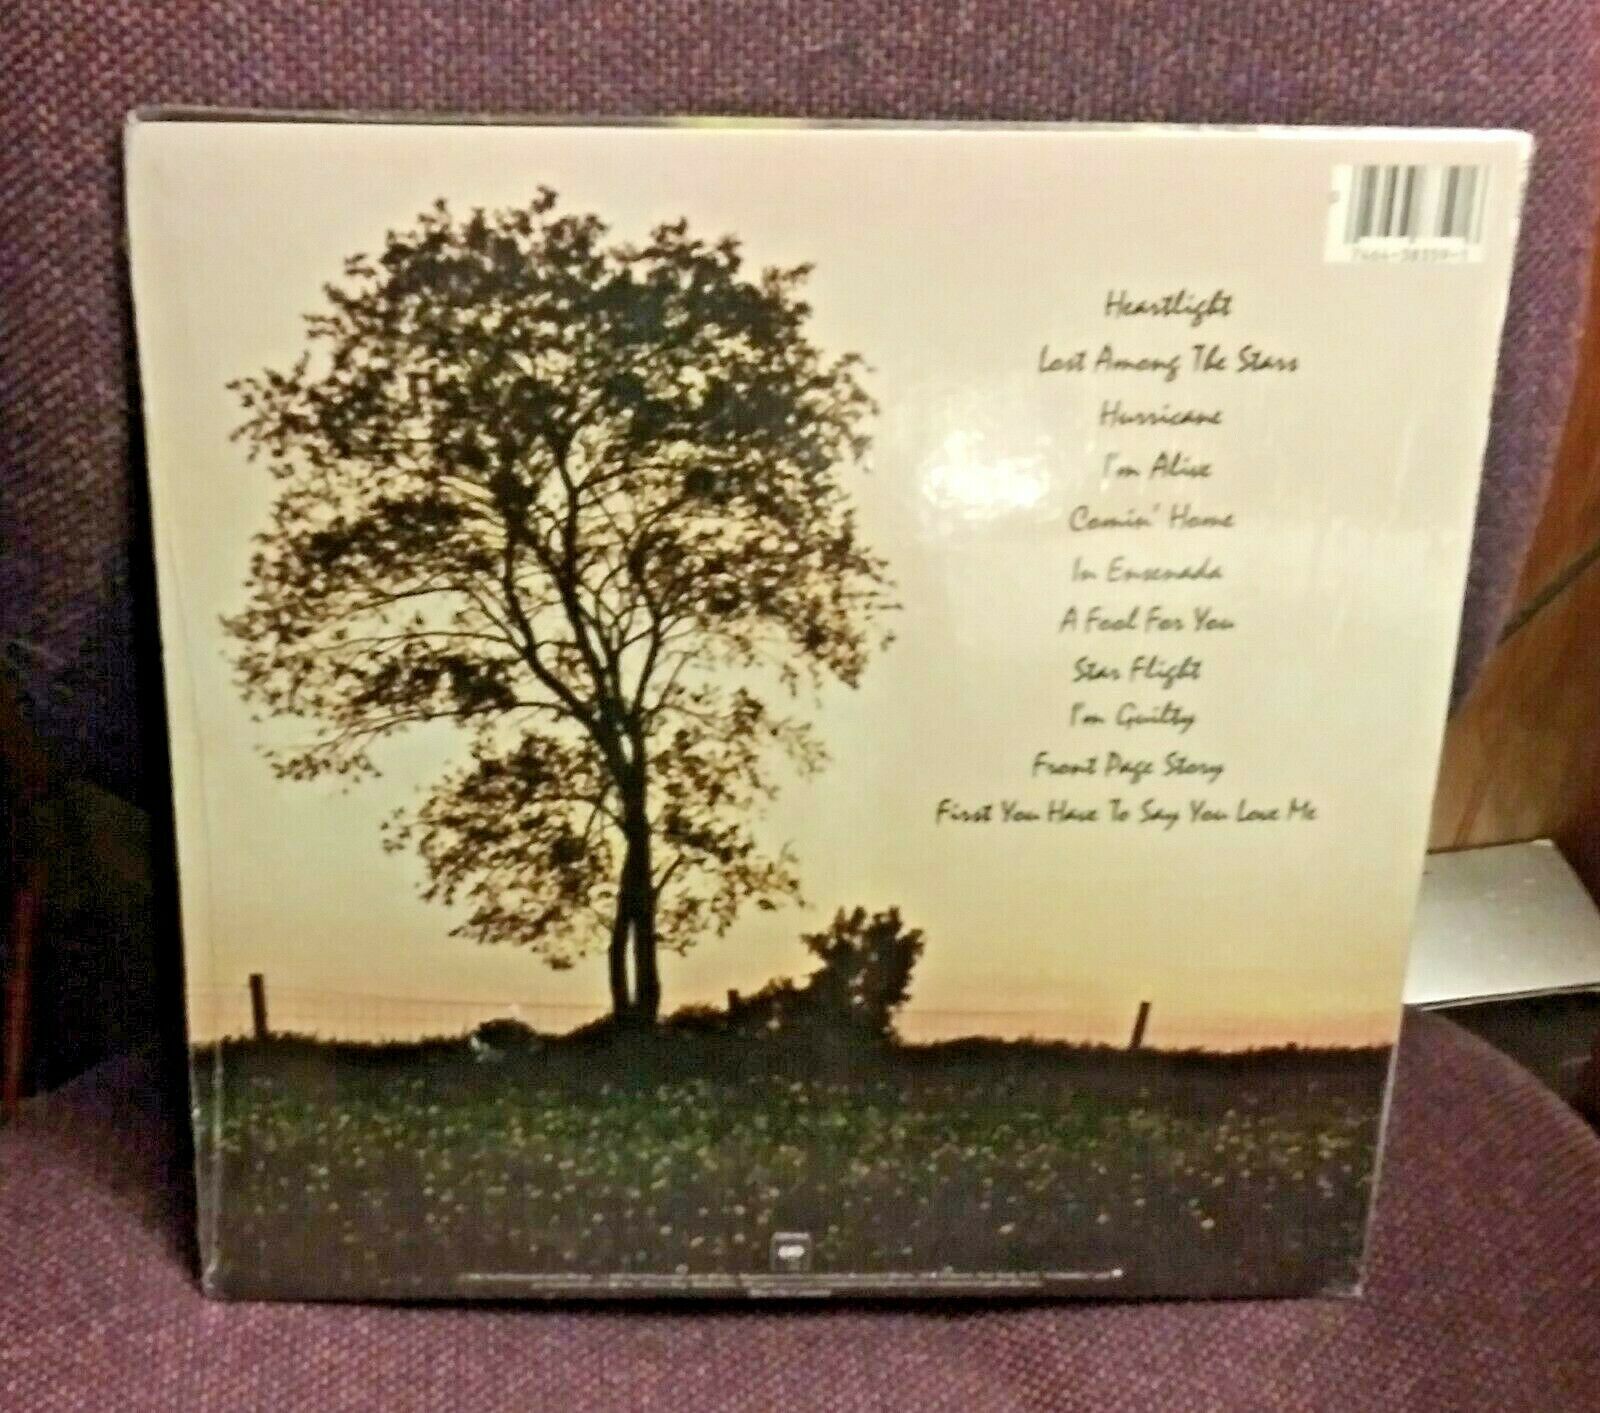 Heartlight
Lost Among The Stars
Hurricane
I'm Alive
Comin' Home
In Ensenada
A Fool For You
Star Flight
I'm Guilty
Front Page Story
First You Have To Say You Love Me